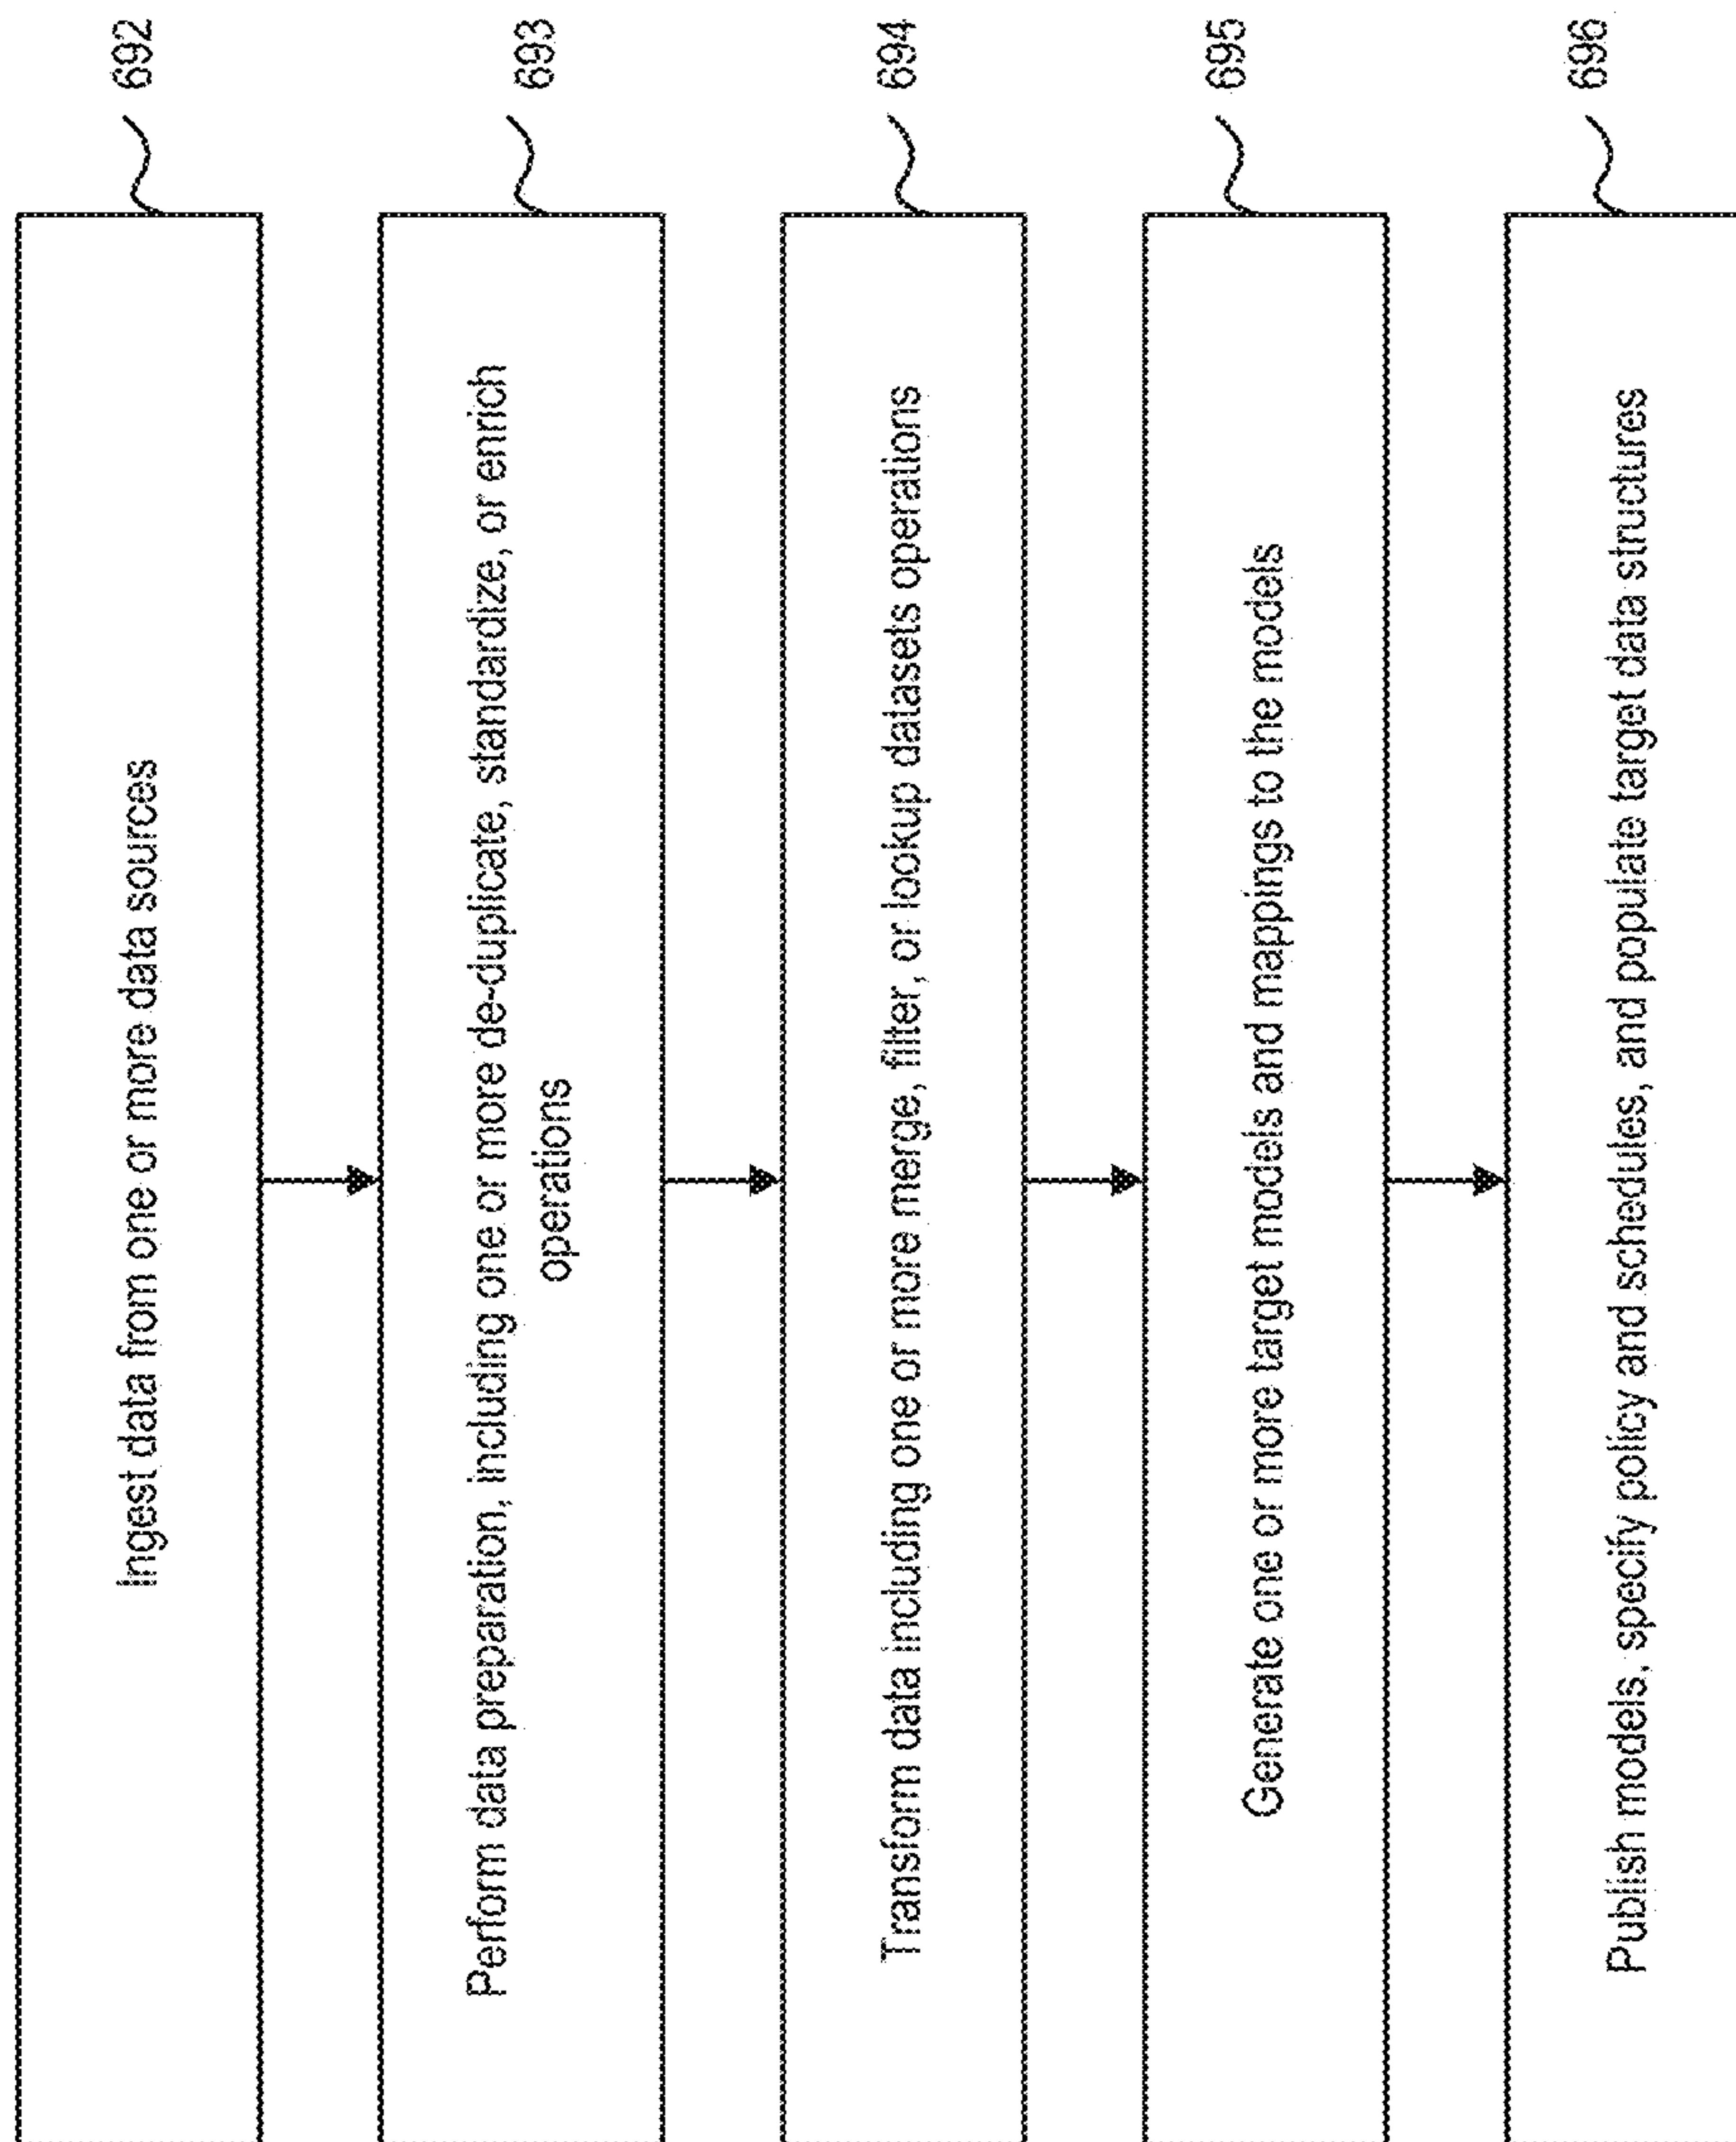 Ingest data from one or more data sources
692
Perform data preparation, including one or more de-duplicate, standardize, or enrich
operations
693
Transform data including one or more merge, filter, or lookup datasets operations
694
Generate one or more target models and mappings to the models
695
Publish models, specify policy and schedules, and populate target data structures
696